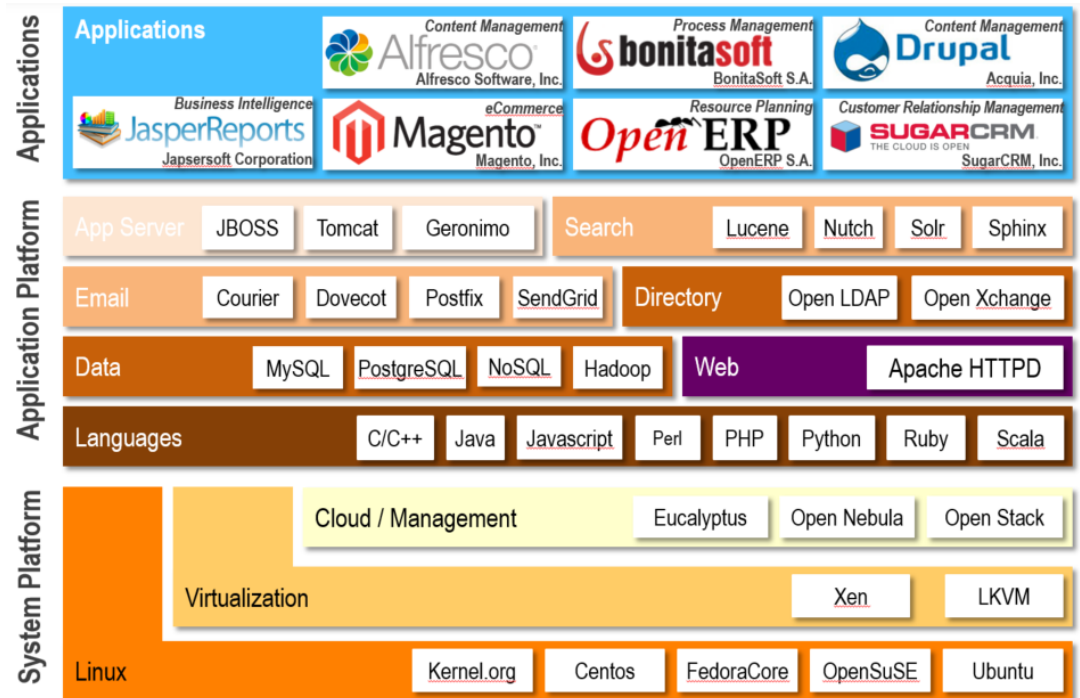 Applications
Applications
Content Management
Alfresco
Alfresco Software, Inc.
Process Management
bonitasoft
BonitaSoft S.A.
Content Management
Drupal
Acquia, Inc.
Business Intelligence
JasperReports
Japsersoft Corporation
eCommerce
Magento™
Magento, Inc.
Resource Planning
Open ERP
OpenERP S.A.
Customer Relationship Management
SUGARCRM
THE CLOUD IS OPEN
SugarCRM, Inc.
Application Platform
App Server JBOSS Tomcat Geronimo
Search Lucene Nutch Solr Sphinx
Email Courier Dovecot Postfix SendGrid
Directory Open LDAP Open Xchange
Data MySQL PostgreSQL NoSQL Hadoop
Web Apache HTTPD
Languages C/C++ Java Javascript Perl PHP Python Ruby Scala
System Platform
Cloud / Management Eucalyptus Open Nebula Open Stack
Virtualization Xen LKVM
Linux Kernel.org Centos FedoraCore OpenSuSE Ubuntu